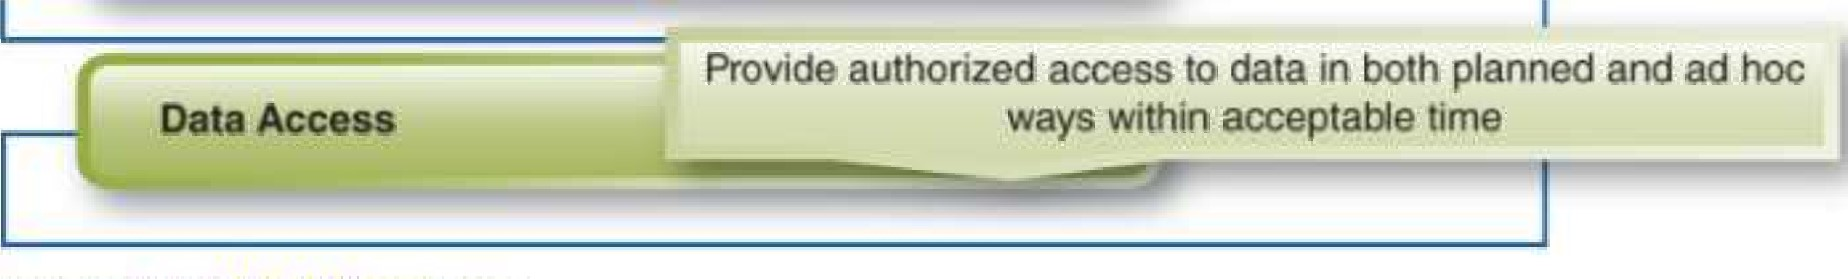 Data Access
Provide authorized access to data in both planned and ad hoc
ways within acceptable time